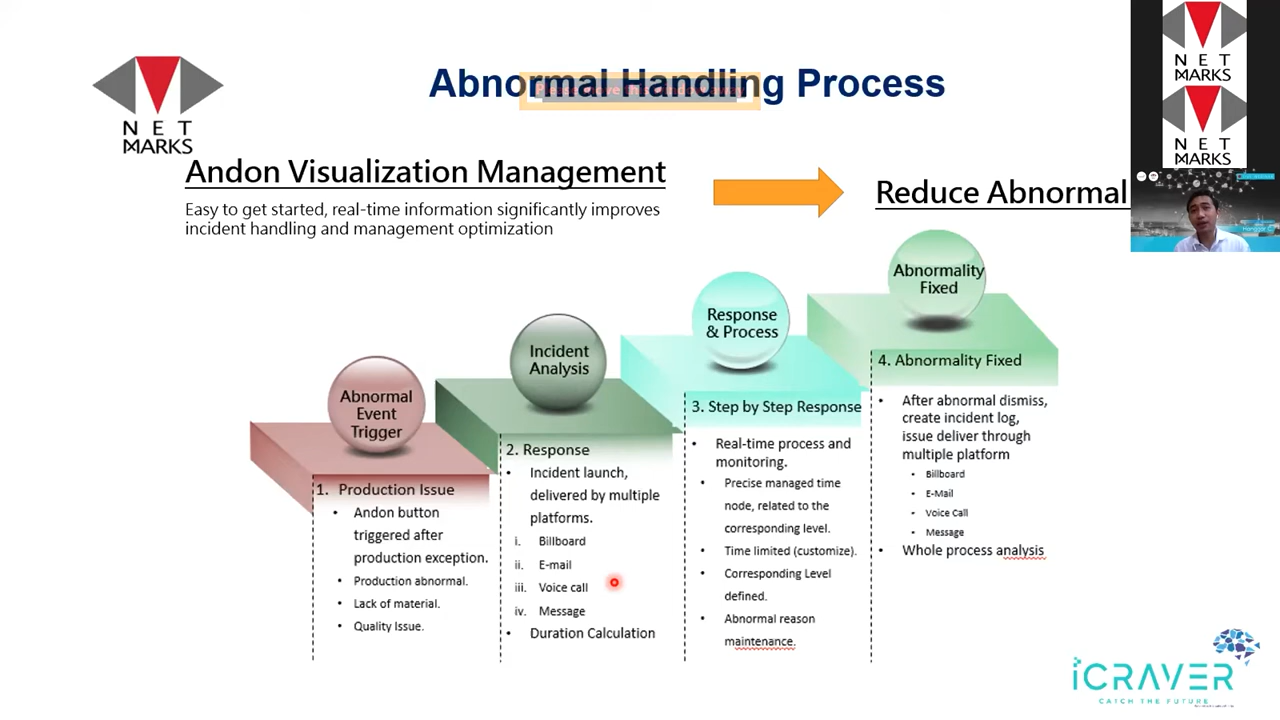 Abnormal Handling Process
NET
MARKS
NET
MARKS
NET
MARKS
Andon Visualization Management
Easy to get started, real-time information significantly improves
incident handling and management optimization
Reduce Abnormal
Abnormal
Event
Trigger
Incident
Analysis
Response
& Process
Abnormality
Fixed
1. Production Issue
• Andon button
triggered after
production exception.
• Production abnormal.
• Lack of material.
• Quality Issue.
2. Response
• Incident launch,
delivered by multiple
platforms.
i. Billboard
ii. E-mail
iii. Voice call
iv. Message
• Duration Calculation
3. Step by Step Response
• Real-time process and
monitoring.
• Precise managed time
node, related to the
corresponding level.
• Time limited (customize).
• Corresponding Level
defined.
• Abnormal reason
maintenance.
4. Abnormality Fixed
• After abnormal dismiss,
create incident log,
issue deliver through
multiple platform
• Billboard
• E-Mail
• Voice Call
• Message
• Whole process analysis
iCRAVER
CATCH THE FUTURE